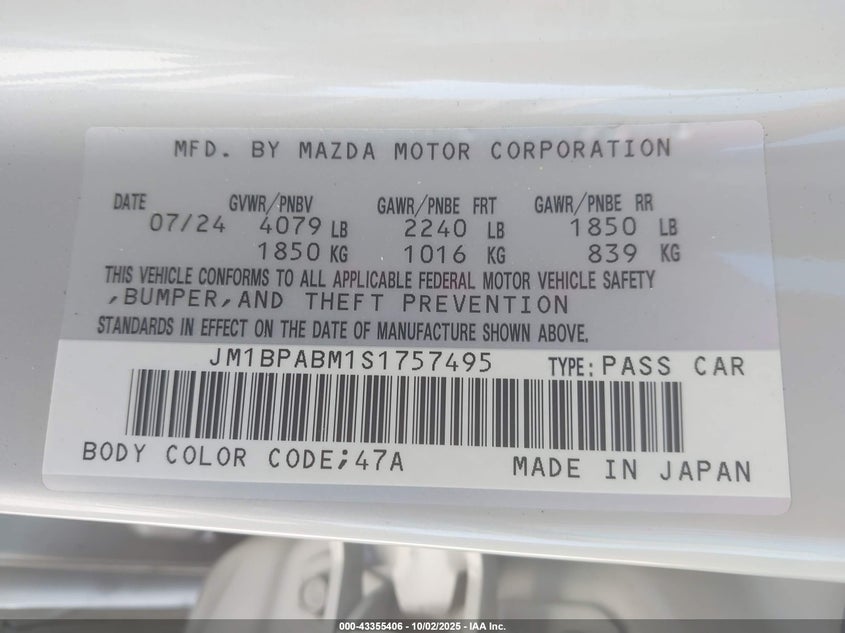 MFD. BY MAZDA MOTOR CORPORATION
DATE GVWR/PNBV GAWR/PNBE FRT GAWR/PNBE RR
07/24 4079 LB 2240 LB 1850 LB
1850 KG 1016 KG 839 KG
THIS VEHICLE CONFORMS TO ALL APPLICABLE FEDERAL MOTOR VEHICLE SAFETY
,BUMPER,AND THEFT PREVENTION
STANDARDS IN EFFECT ON THE DATE OF MANUFACTURE SHOWN ABOVE.
JM1BPABM1S1757495 TYPE: PASS CAR
BODY COLOR CODE;47A MADE IN JAPAN
000-43355406 - 10/02/2025 - IAA Inc.